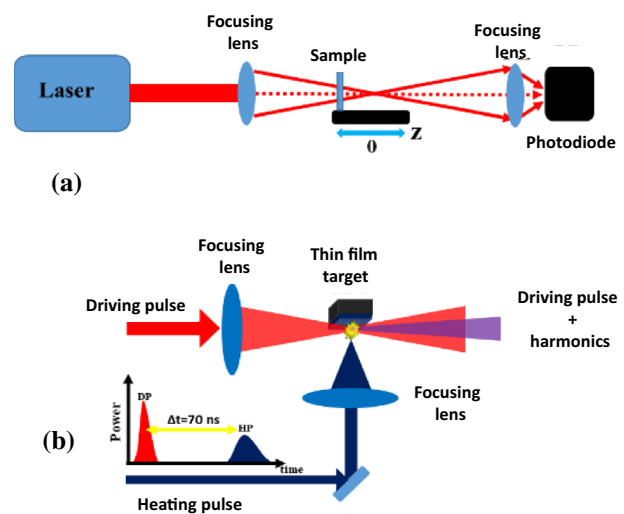 Focusing
lens
Sample
Focusing
lens
Laser
0
Z
Photodiode
(a)
Focusing
lens
Thin film
target
Driving pulse
Driving pulse
+
harmonics
Focusing
lens
DP
Δt=70 ns
HP
Power
time
(b)
Heating pulse